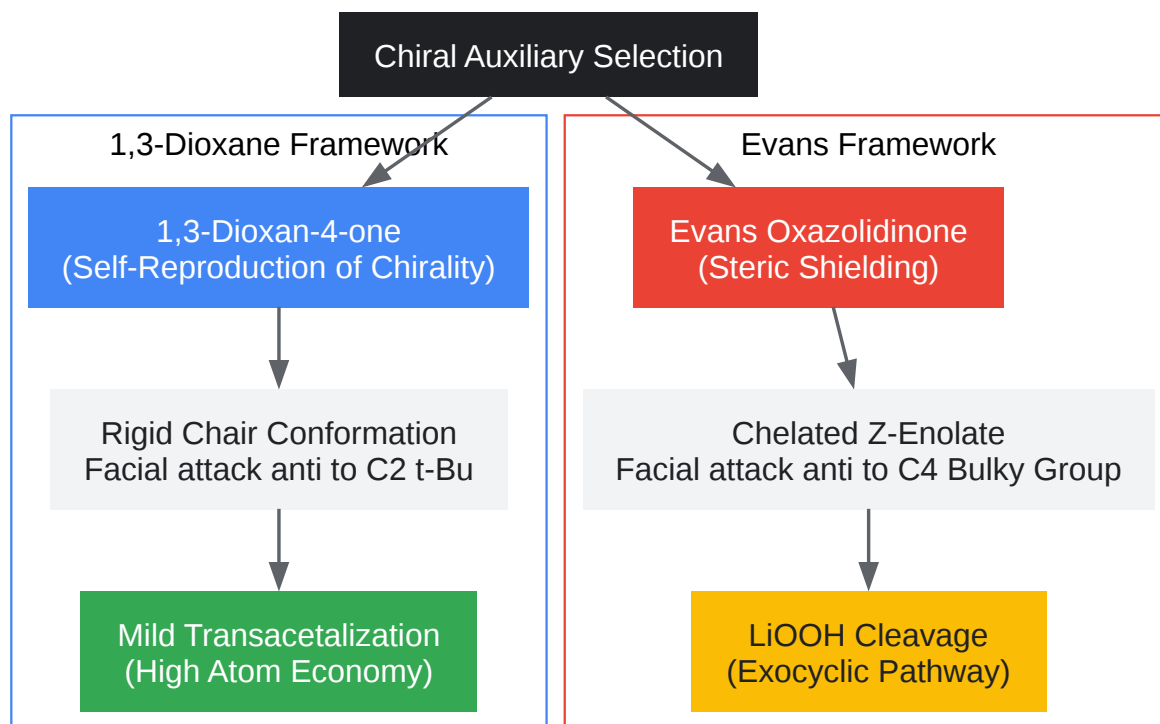 Chiral Auxiliary Selection
1,3-Dioxane Framework
1,3-Dioxan-4-one
(Self-Reproduction of Chirality)
Rigid Chair Conformation
Facial attack anti to C2 t-Bu
Mild Transacetalization
(High Atom Economy)
Evans Framework
Evans Oxazolidinone
(Steric Shielding)
Chelated Z-Enolate
Facial attack anti to C4 Bulky Group
LiOOH Cleavage
(Exocyclic Pathway)